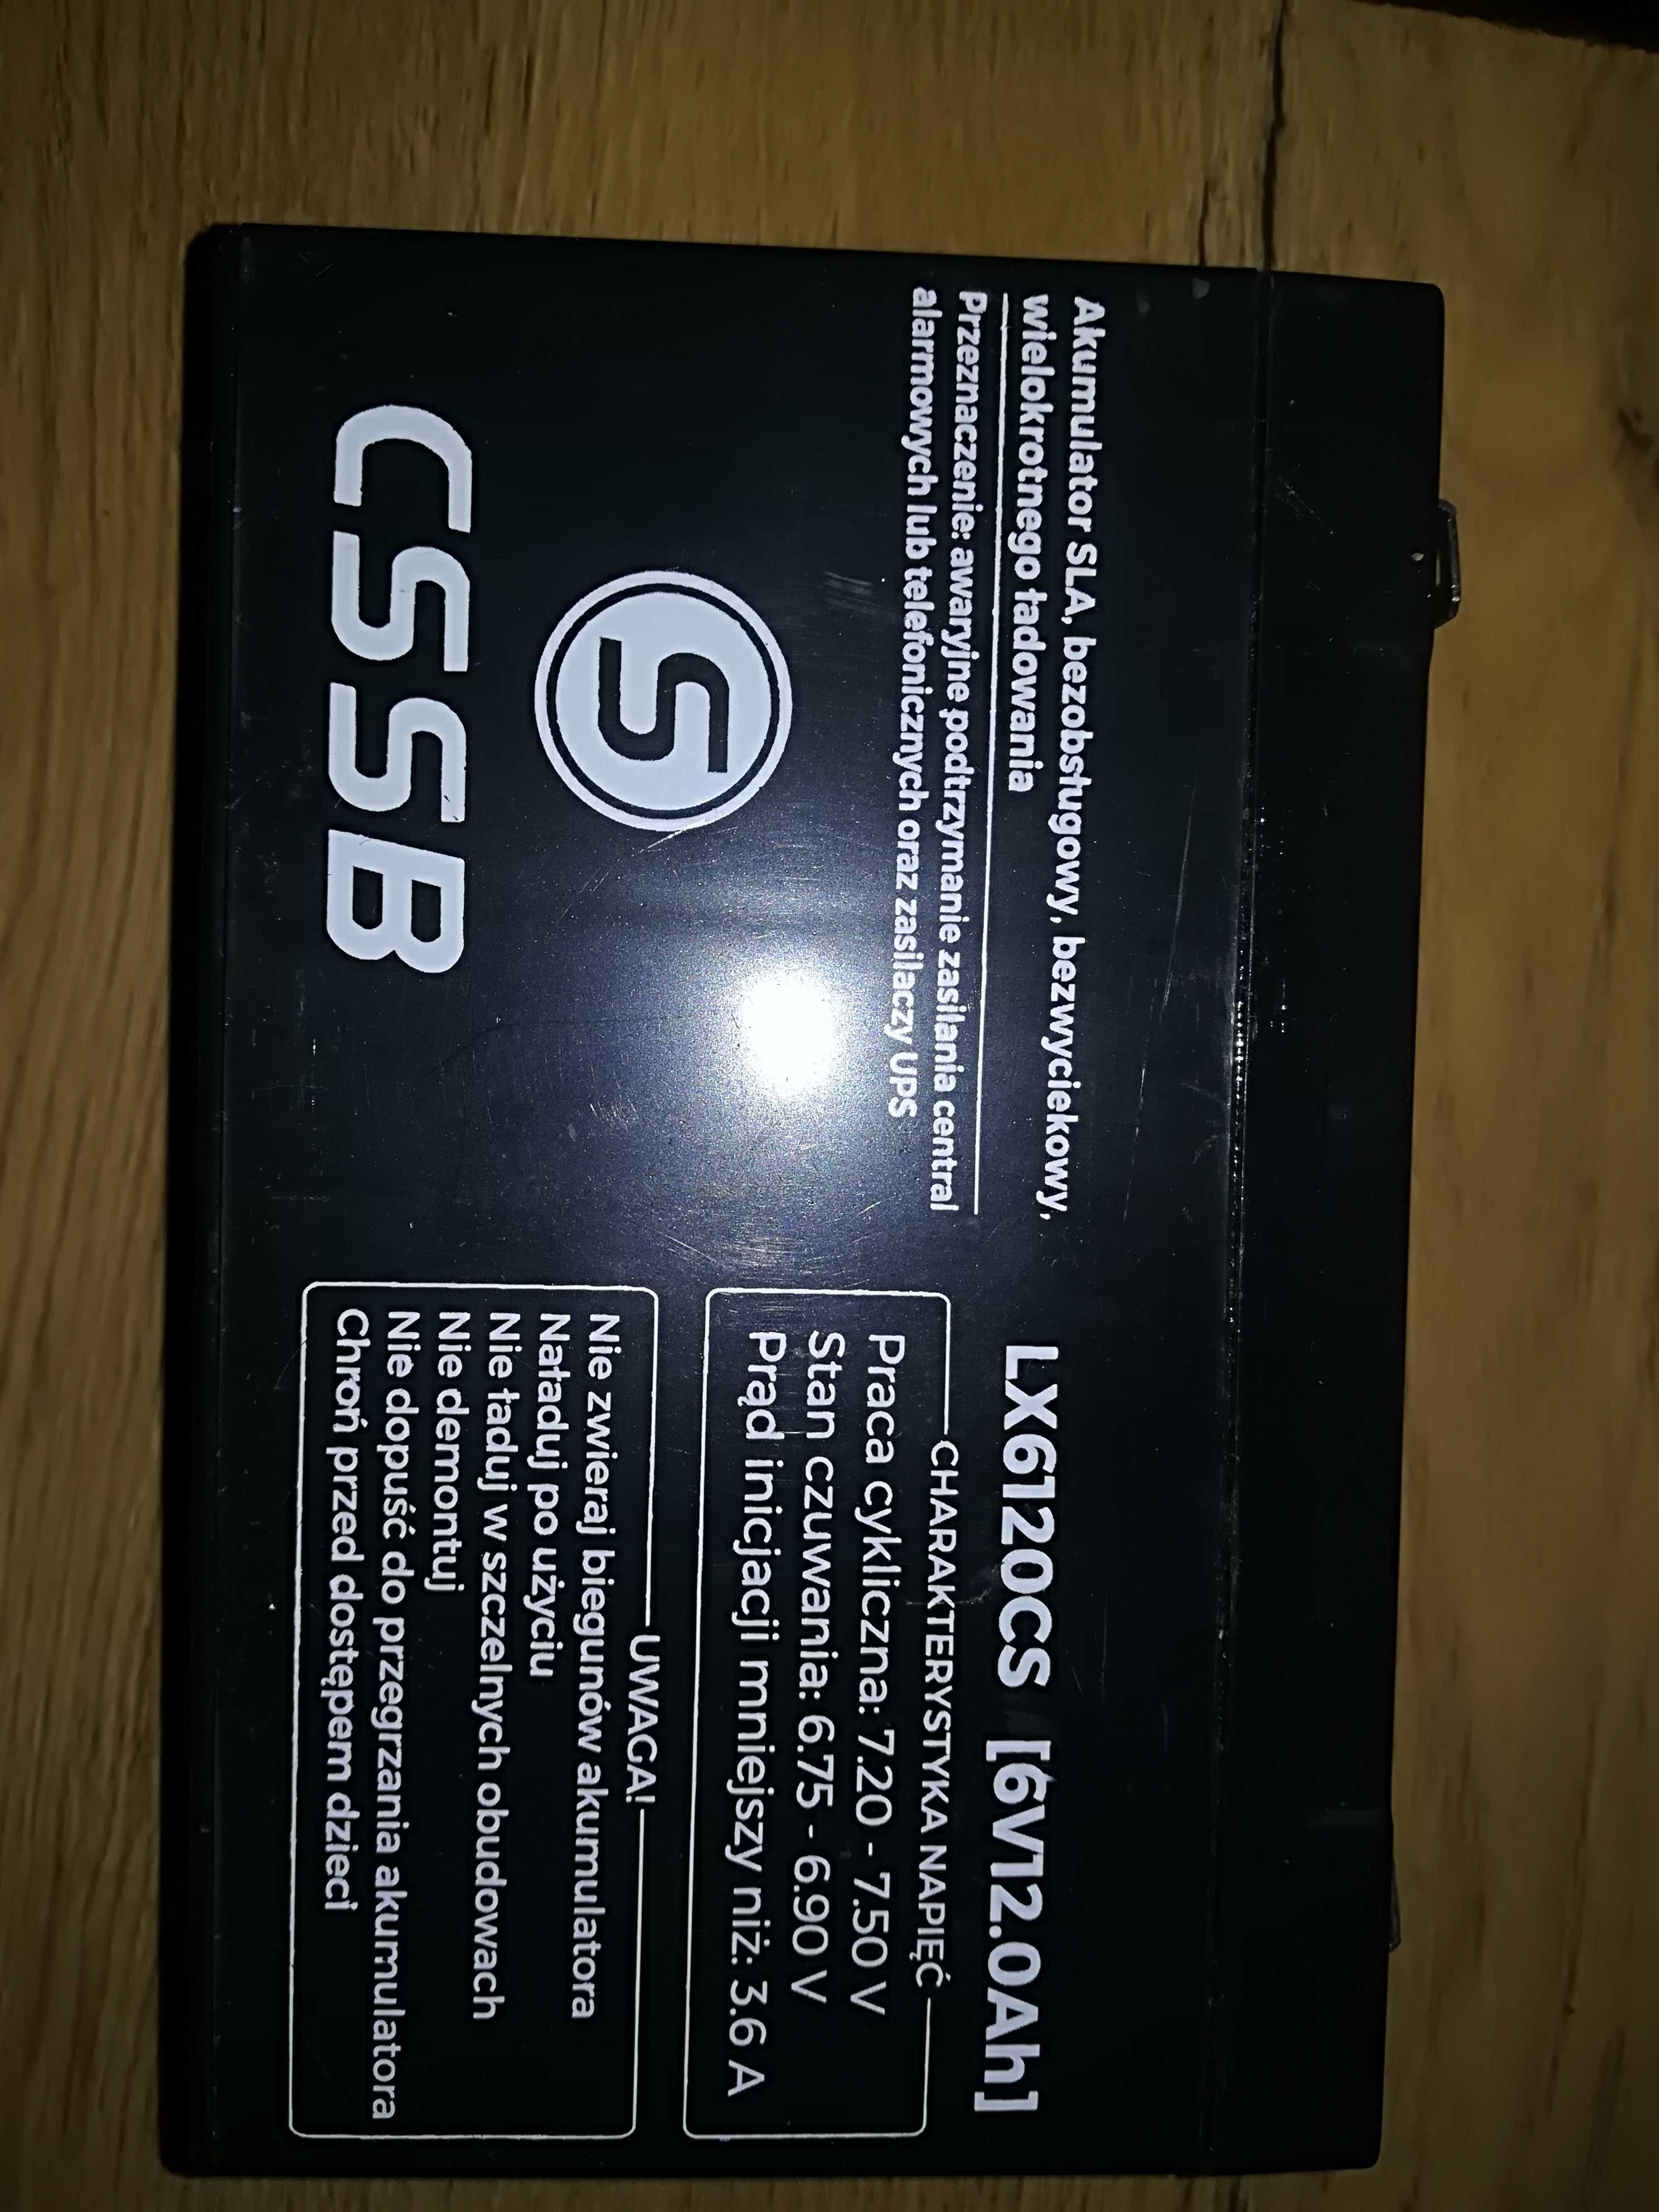 Akumulator SLA, bezobsługowy, bezwyciekowy,
wielokrotnego ładowania
Przeznaczenie: awaryjne podtrzymanie zasilania central
alarmowych lub telefonicznych oraz zasilaczy UPS
S
CSSB
LX6120CS [6V12.0Ah]
CHARAKTERYSTYKA NAPIĘĆ
Praca cykliczna: 7.20 - 7.50 V
Stan czuwania: 6.75 - 6.90 V
Prąd inicjacji mniejszy niż: 3.6 A
UWAGA!
Nie zwieraj biegunów akumulatora
Naładuj po użyciu
Nie ładuj w szczelnych obudowach
Nie demontuj
Nie dopuść do przegrzania akumulatora
Chroń przed dostępem dzieci